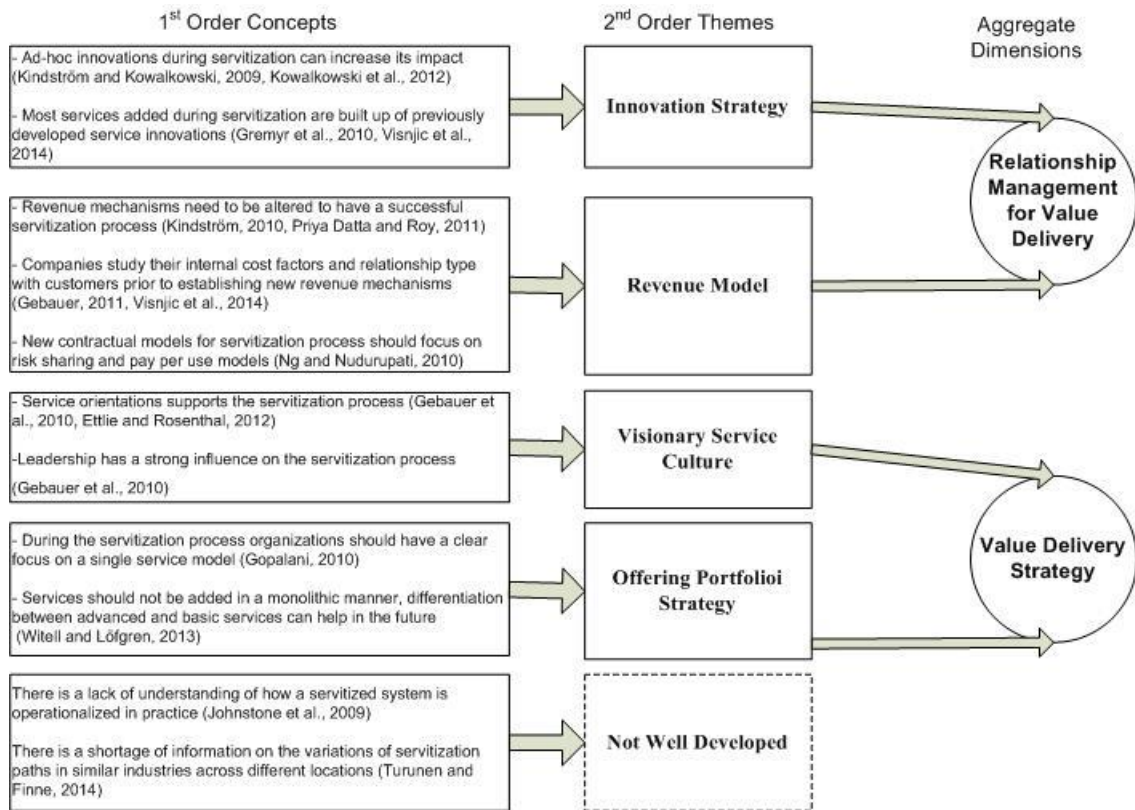 1st Order Concepts
2nd Order Themes
Aggregate
Dimensions
- Ad-hoc innovations during servitization can increase its impact
(Kindström and Kowalkowski, 2009, Kowalkowski et al., 2012)
- Most services added during servitization are built up of previously
developed service innovations (Gremyr et al., 2010, Visnjic et al.,
2014)
Innovation Strategy
Relationship
Management
for Value
Delivery
- Revenue mechanisms need to be altered to have a successful
servitization process (Kindström, 2010, Priya Datta and Roy, 2011)
- Companies study their internal cost factors and relationship type
with customers prior to establishing new revenue mechanisms
(Gebauer, 2011, Visnjic et al., 2014)
- New contractual models for servitization process should focus on
risk sharing and pay per use models (Ng and Nudurupati, 2010)
Revenue Model
- Service orientations supports the servitization process (Gebauer et
al., 2010, Ettlie and Rosenthal, 2012)
-Leadership has a strong influence on the servitization process
(Gebauer et al., 2010)
Visionary Service
Culture
Value Delivery
Strategy
- During the servitization process organizations should have a clear
focus on a single service model (Gopalani, 2010)
- Services should not be added in a monolithic manner, differentiation
between advanced and basic services can help in the future
(Witell and Löfgren, 2013)
Offering Portfolioi
Strategy
There is a lack of understanding of how a servitized system is
operationalized in practice (Johnstone et al., 2009)
There is a shortage of information on the variations of servitization
paths in similar industries across different locations (Turunen and
Finne, 2014)
Not Well Developed